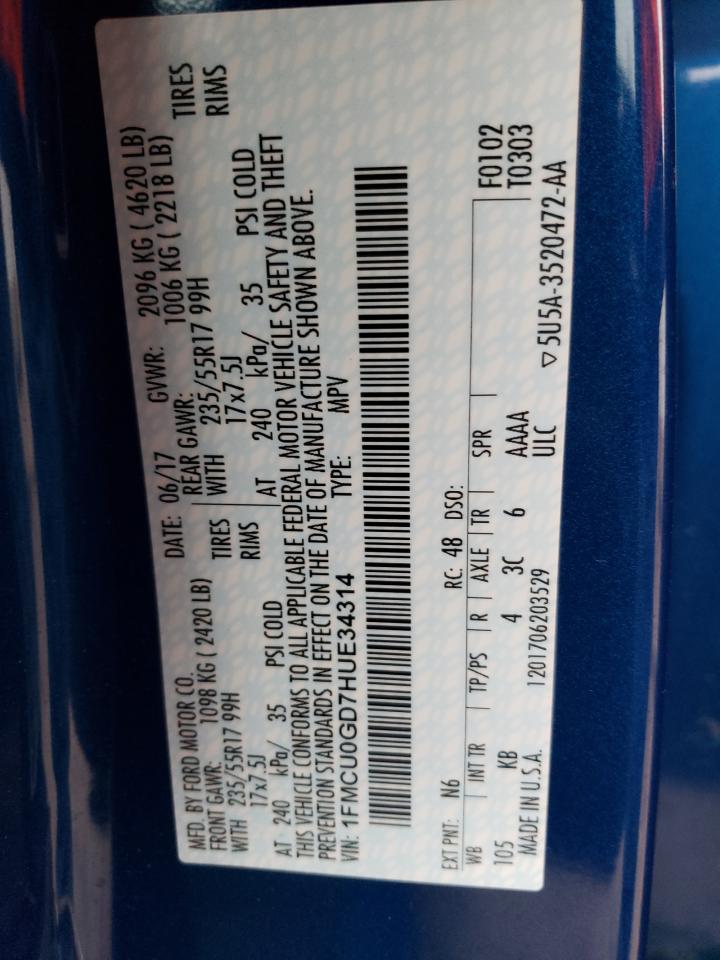 MFD. BY FORD MOTOR CO.
DATE: 06/17 GVWR: 2096 KG ( 4620 LB)
FRONT GAWR: 1098 KG ( 2420 LB)
REAR GAWR: 1006 KG ( 2218 LB)
WITH 235/55R17 99H TIRES
WITH 235/55R17 99H TIRES
17x7.5J RIMS
17x7.5J RIMS
AT 240 kPa/ 35 PSI COLD
AT 240 kPa/ 35 PSI COLD
THIS VEHICLE CONFORMS TO ALL APPLICABLE FEDERAL MOTOR VEHICLE SAFETY AND THEFT
PREVENTION STANDARDS IN EFFECT ON THE DATE OF MANUFACTURE SHOWN ABOVE.
VIN: 1FMCU0GD7HUE34314 TYPE: MPV
EXT PNT: N6 RC: 48 DSO: F0102
WB INT TR TP/PS R AXLE TR SPR T0303
105 KB 4 3C 6 AAAA
ULC
MADE IN U.S.A. 1201706203529 ▽5U5A-3520472-AA